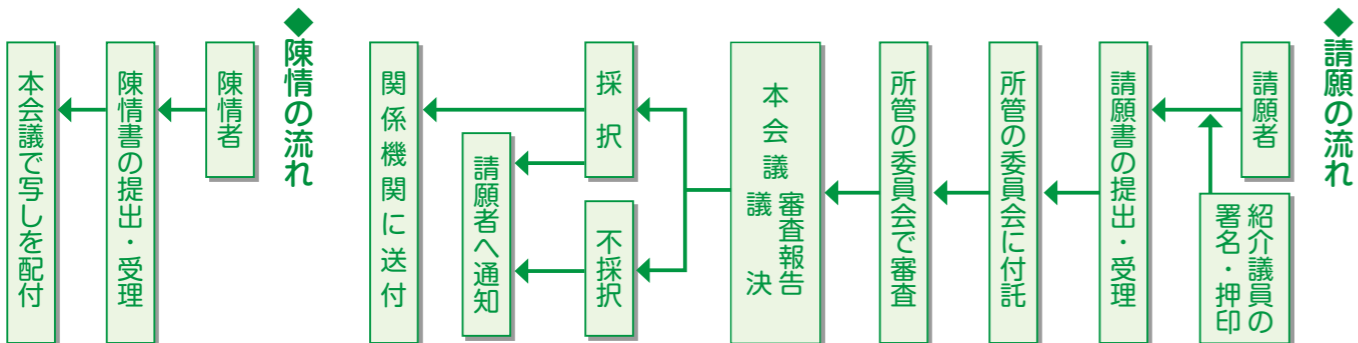 ◆請願の流れ
請願者
紹介議員の
署名・押印
請願書の提出・受理
所管の委員会に付託
所管の委員会で審査
本会議
審査報告
議決
採択
不採択
請願者へ通知
関係機関に送付
◆陳情の流れ
陳情者
陳情書の提出・受理
本会議で写しを配付